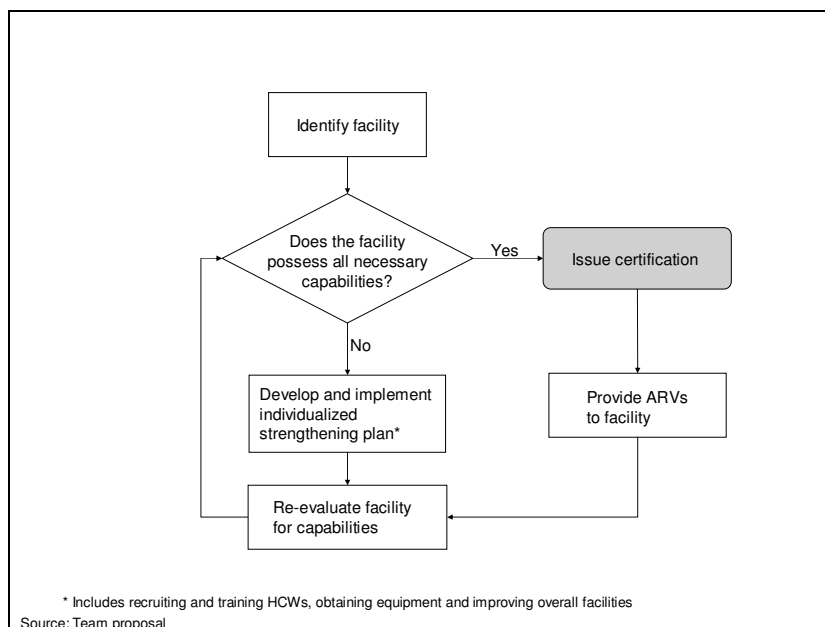 Identify facility
Does the facility
possess all necessary
capabilities?
Yes
Issue certification
No
Develop and implement
individualized
strengthening plan*
Provide ARVs
to facility
Re-evaluate facility
for capabilities
* Includes recruiting and training HCWs, obtaining equipment and improving overall facilities
Source: Team proposal